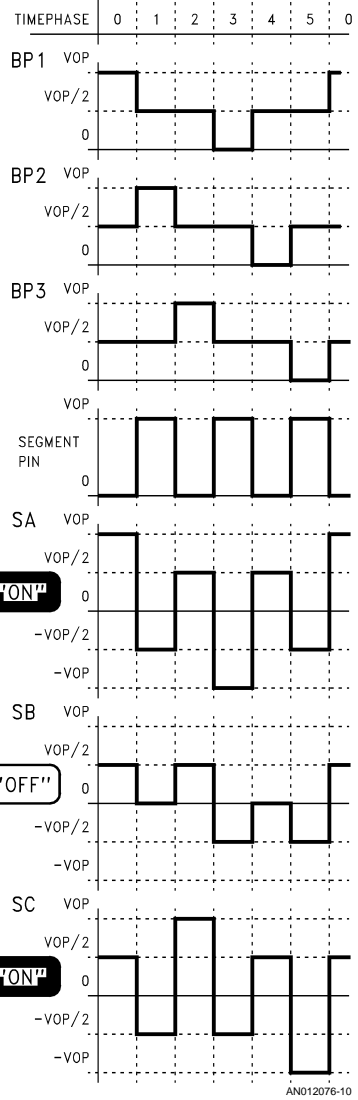 TIMEPHASE 0 1 2 3 4 5 0
BP1 VOP
VOP/2
0
BP2 VOP
VOP/2
0
BP3 VOP
VOP/2
0
VOP
SEGMENT
PIN
0
SA VOP
VOP/2
"ON" 0
-VOP/2
-VOP
SB VOP
VOP/2
"OFF" 0
-VOP/2
-VOP
SC VOP
VOP/2
"ON" 0
-VOP/2
-VOP
AN012076-10